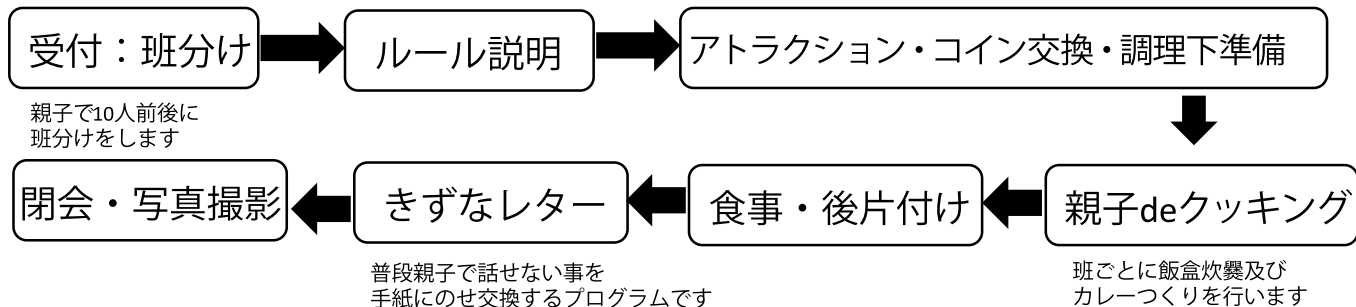 受付：班分け
親子で10人前後に
班分けをします
ルール説明
アトラクション・コイン交換・調理下準備
親子deクッキング
班ごとに飯盒炊爨及び
カレーつくりを行います
食事・後片付け
きずなレター
普段親子で話せない事を
手紙にのせ交換するプログラムです
閉会・写真撮影